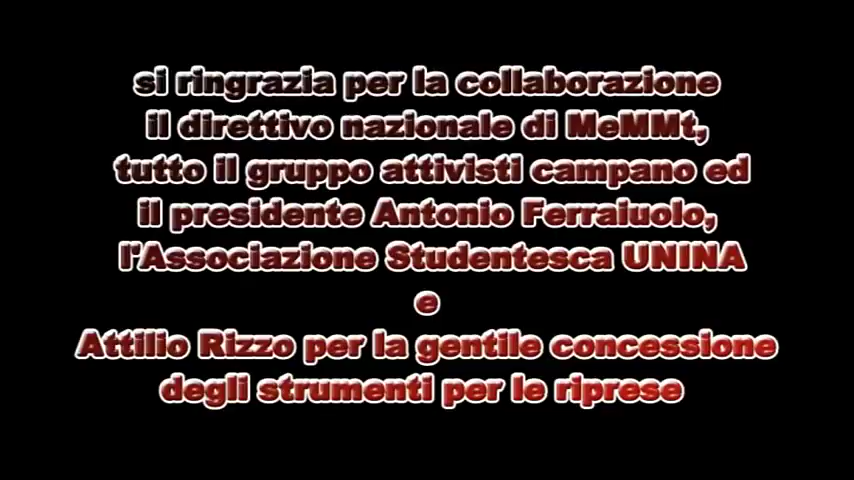 si ringrazia per la collaborazione
il direttivo nazionale di MeMMt,
tutto il gruppo attivisti campano ed
il presidente Antonio Ferraiuolo,
l'Associazione Studentesca UNINA
e
Attilio Rizzo per la gentile concessione
degli strumenti per le riprese